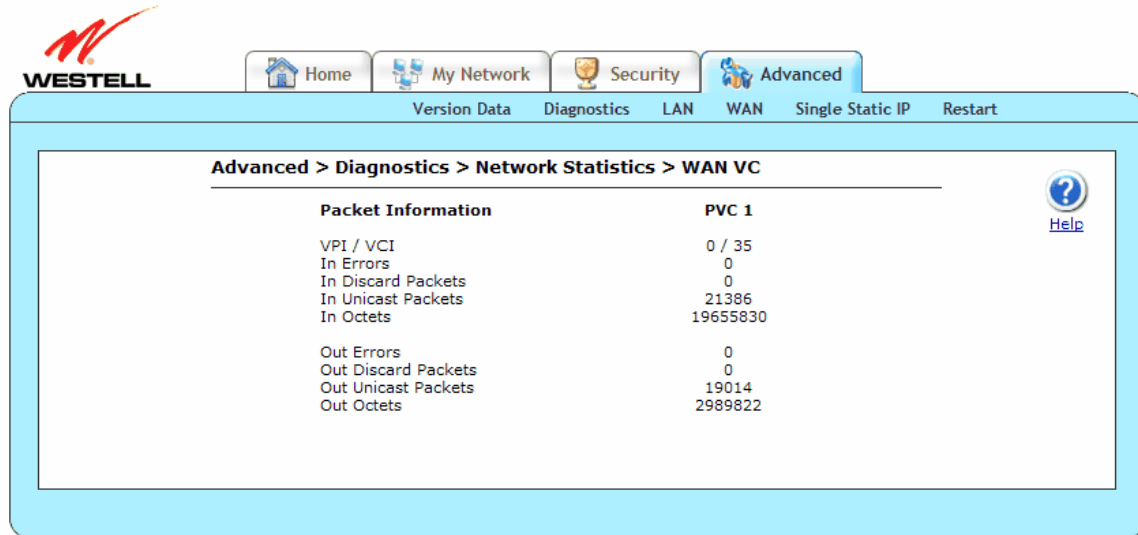 WESTELL
Home My Network Security Advanced
Version Data Diagnostics LAN WAN Single Static IP Restart
Advanced > Diagnostics > Network Statistics > WAN VC
Help
Packet Information PVC 1
VPI / VCI 0 / 35
In Errors 0
In Discard Packets 0
In Unicast Packets 21386
In Octets 19655830
Out Errors 0
Out Discard Packets 0
Out Unicast Packets 19014
Out Octets 2989822